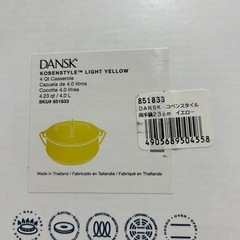 DANSK®
KOBENSTYLE™ LIGHT YELLOW
4 Qt Casserole
Cazuela de 4.0 litros
Cocotte 4.0 litres
4.23 qt/ 4.0 L
SKU# 851833
Made in Thailand / Fabricado en Tailandia / Fabriqué en Thaïlande
851833
DANSK コベンスタイル
両手鍋23cm イエロー
4905689504558